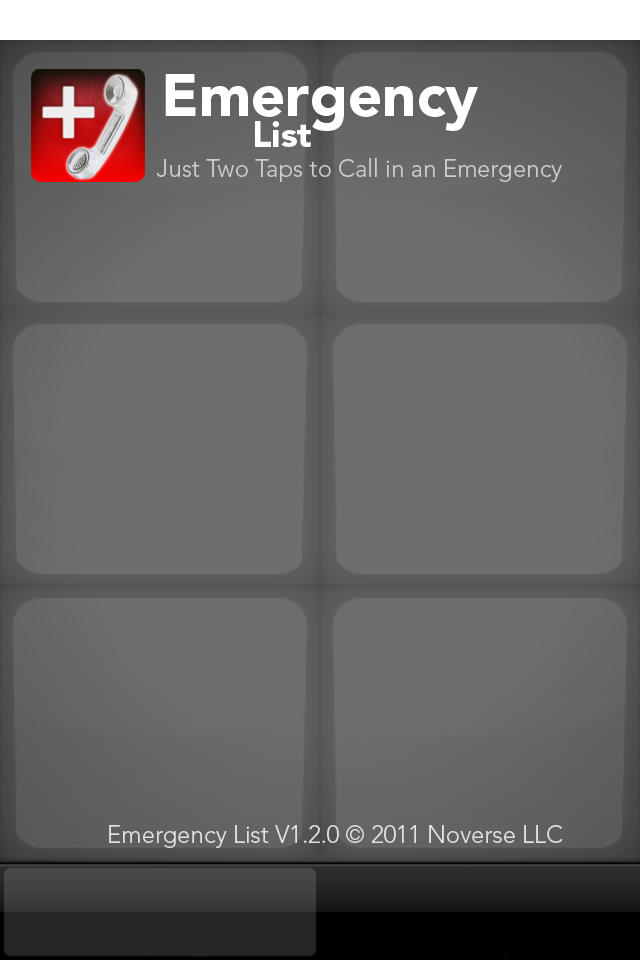 Emergency
List
Just Two Taps to Call in an Emergency
Emergency List V1.2.0 © 2011 Noverse LLC